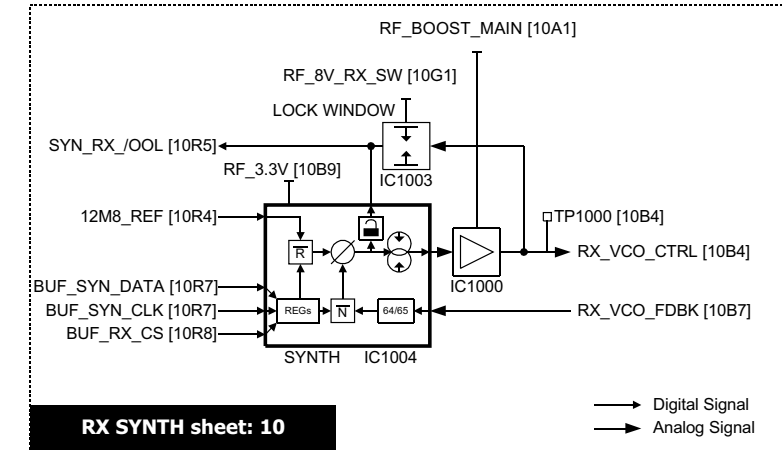 RF_BOOST_MAIN [10A1]
RF_8V_RX_SW [10G1]
LOCK WINDOW
SYN_RX_/OOL [10R5]
RF_3.3V [10B9]
IC1003
12M8_REF [10R4]
TP1000 [10B4]
R
RX_VCO_CTRL [10B4]
IC1000
BUF_SYN_DATA [10R7]
BUF_SYN_CLK [10R7]
REGs
N
64/65
RX_VCO_FDBK [10B7]
BUF_RX_CS [10R8]
SYNTH IC1004
Digital Signal
RX SYNTH sheet: 10
Analog Signal